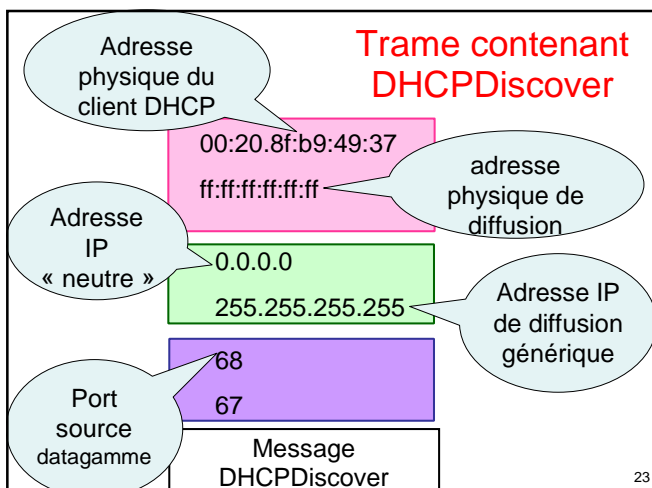 Trame contenant
DHCPDiscover
Adresse
physique du
client DHCP
00:20.8f:b9:49:37
ff:ff:ff:ff:ff:ff
adresse
physique de
diffusion
Adresse
IP
« neutre »
0.0.0.0
255.255.255.255
Adresse IP
de diffusion
générique
68
67
Port
source
datagamme
Message
DHCPDiscover
23